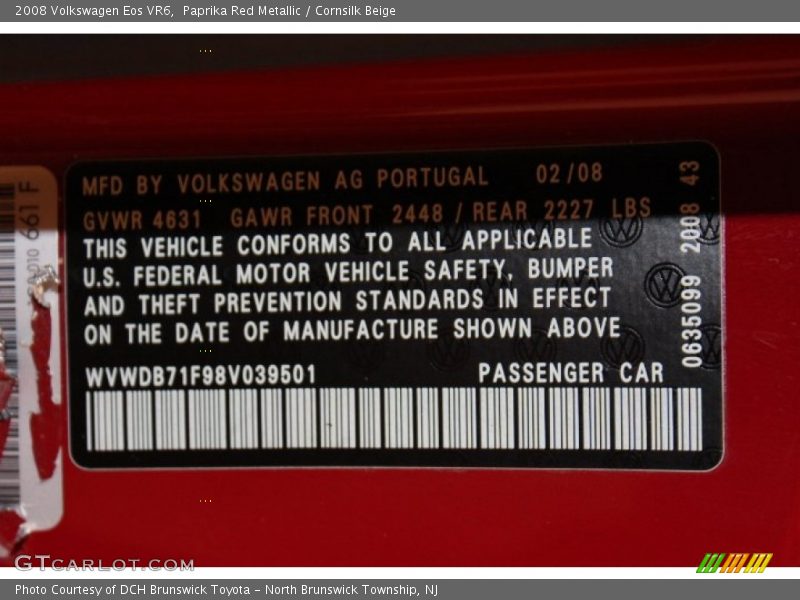 2008 Volkswagen Eos VR6,  Paprika Red Metallic / Cornsilk Beige
MFD BY VOLKSWAGEN AG PORTUGAL 02/08
GVWR 4631 GAWR FRONT 2448 / REAR 2227 LBS
THIS VEHICLE CONFORMS TO ALL APPLICABLE
U.S. FEDERAL MOTOR VEHICLE SAFETY, BUMPER
AND THEFT PREVENTION STANDARDS IN EFFECT
ON THE DATE OF MANUFACTURE SHOWN ABOVE
WVWDB71F98V039501 PASSENGER CAR
0635099 2008 43
661 F
GTCARLOT.COM
Photo Courtesy of DCH Brunswick Toyota - North Brunswick Township, NJ